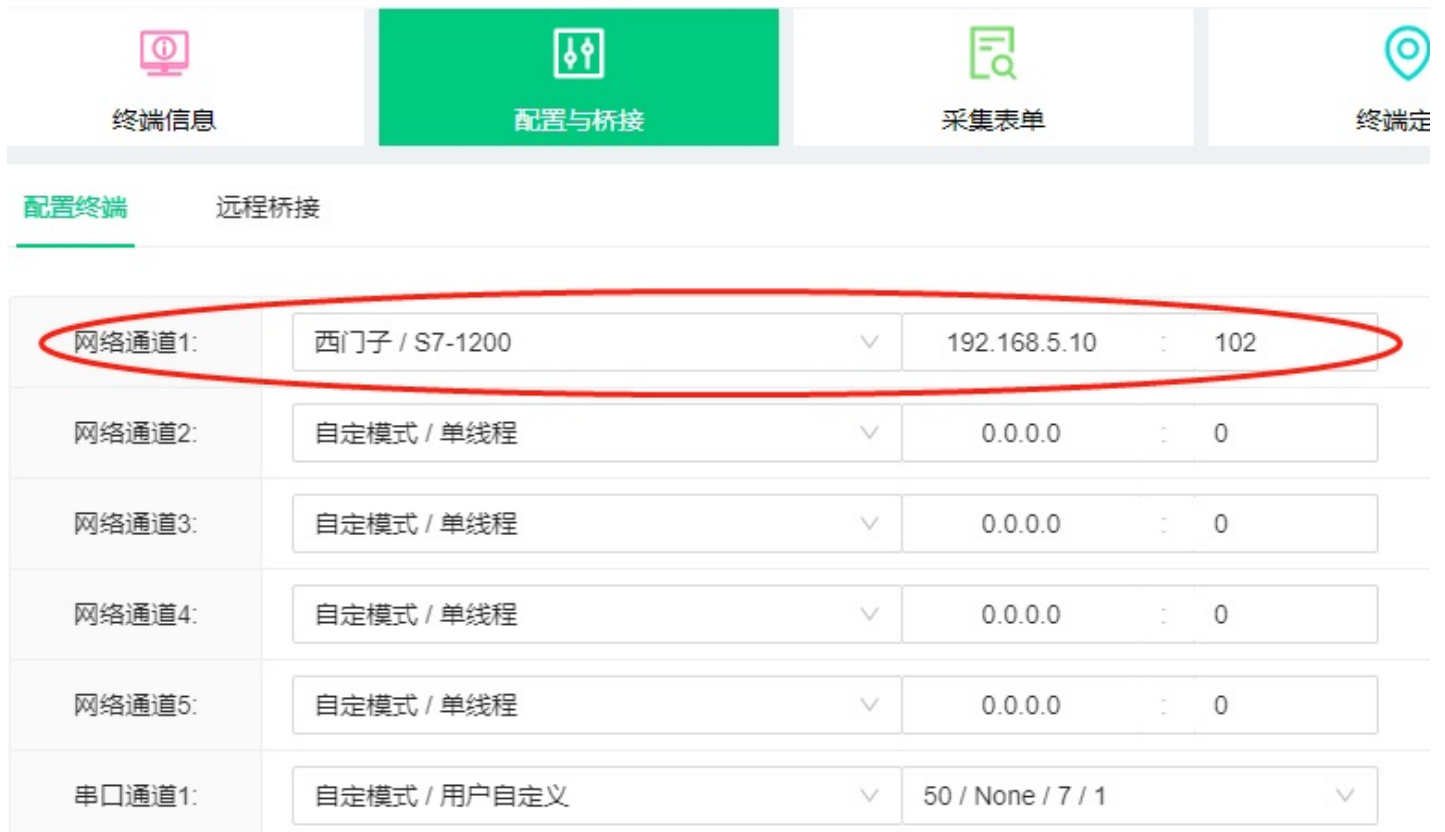 终端信息 配置与桥接 采集表单 终端定
配置终端 远程桥接
网络通道1: 西门子 / S7-1200 192.168.5.10 : 102
网络通道2: 自定模式 / 单线程 0.0.0.0 : 0
网络通道3: 自定模式 / 单线程 0.0.0.0 : 0
网络通道4: 自定模式 / 单线程 0.0.0.0 : 0
网络通道5: 自定模式 / 单线程 0.0.0.0 : 0
串口通道1: 自定模式 / 用户自定义 50 / None / 7 / 1